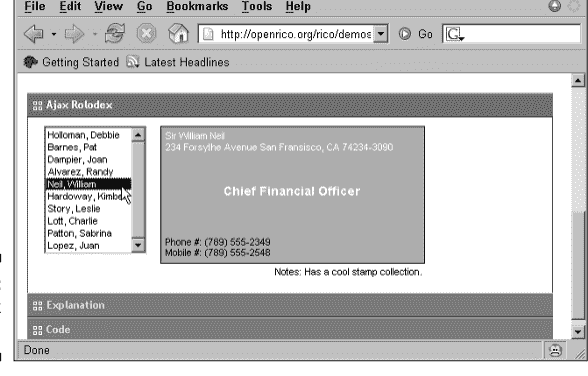 File Edit View Go Bookmarks Tools Help
http://openrico.org/rico/demos Go G
Getting Started Latest Headlines
Ajax Rolodex
Holloman, Debbie
Barnes, Pat
Dampier, Joan
Alvarez, Randy
Neil, William
Hardoway, Kimbe
Story, Leslie
Lott, Charlie
Patton, Sabrina
Lopez, Juan
Sir William Neil
234 Forsythe Avenue San Fransisco, CA 74234-3090
Chief Financial Officer
Phone #: (789) 555-2349
Mobile #: (789) 555-2548
Notes: Has a cool stamp collection.
Explanation
Code
Done